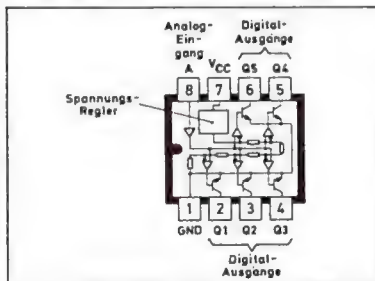 Analog-
Ein-
gang
A
Digital-
Ausgänge
VCC
Q5
Q4
8
7
6
5
Spannungs-
Regler
1
2
3
4
GND
Q1
Q2
Q3
Digital-
Ausgänge